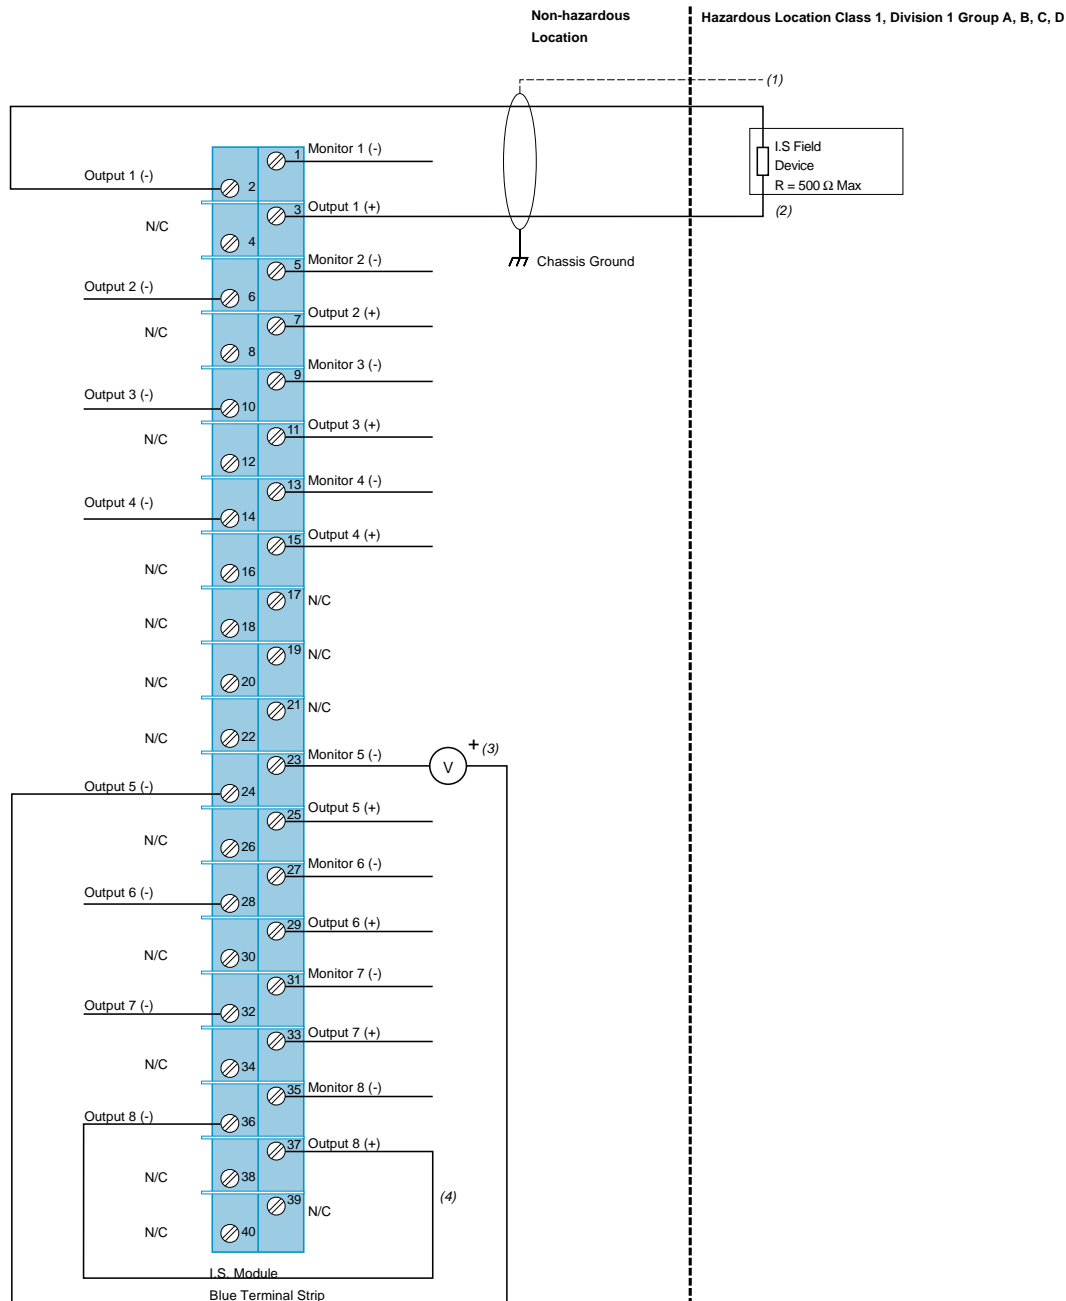 Non-hazardous
Location
Hazardous Location Class 1, Division 1 Group A, B, C, D
(1)
I.S Field
Device
R = 500 Ω Max
(2)
Chassis Ground
1 Monitor 1 (-)
Output 1 (-) 2
3 Output 1 (+)
N/C 4
5 Monitor 2 (-)
Output 2 (-) 6
7 Output 2 (+)
N/C 8
9 Monitor 3 (-)
Output 3 (-) 10
11 Output 3 (+)
N/C 12
13 Monitor 4 (-)
Output 4 (-) 14
15 Output 4 (+)
N/C 16
17 N/C
N/C 18
19 N/C
N/C 20
21 N/C
N/C 22
23 Monitor 5 (-)
V + (3)
Output 5 (-) 24
25 Output 5 (+)
N/C 26
27 Monitor 6 (-)
Output 6 (-) 28
29 Output 6 (+)
N/C 30
31 Monitor 7 (-)
Output 7 (-) 32
33 Output 7 (+)
N/C 34
35 Monitor 8 (-)
Output 8 (-) 36
37 Output 8 (+)
N/C 38
(4)
39 N/C
N/C 40
I.S. Module
Blue Terminal Strip